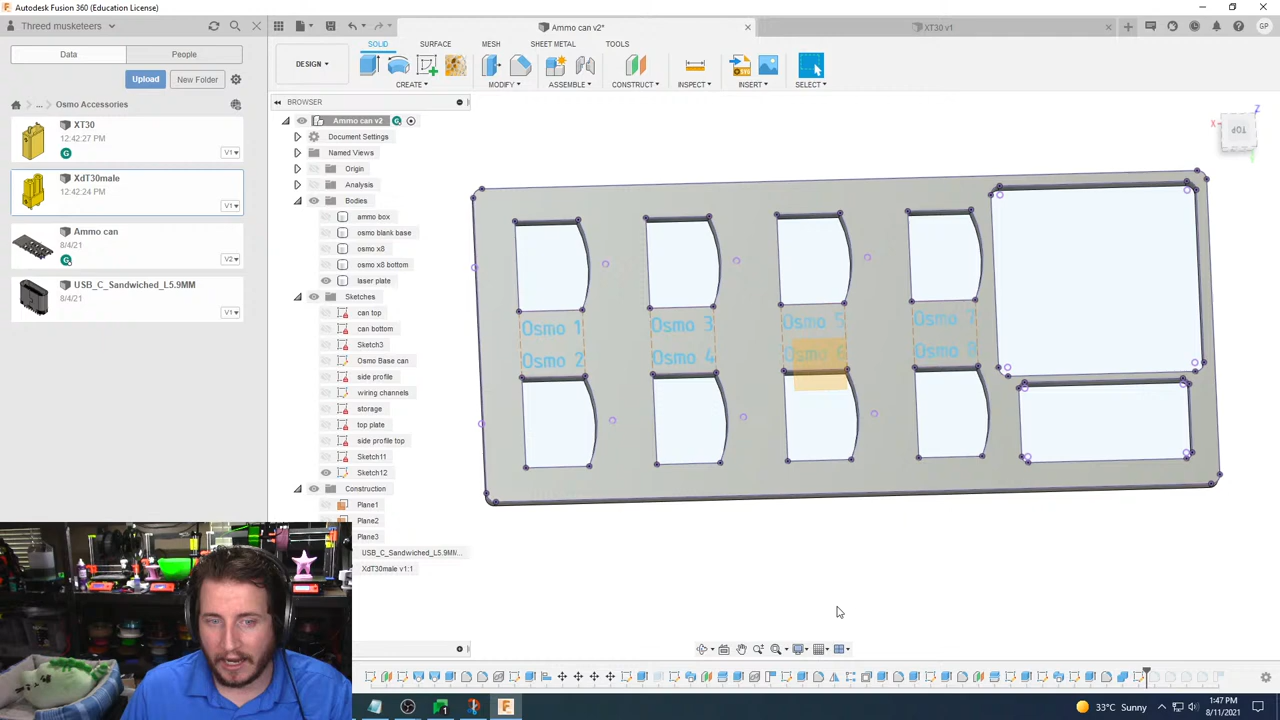 Autodesk Fusion 360 (Education License)
Threed musketeers
Ammo can v2*
XT30 v1
GP
Data
People
Upload
New Folder
... Osmo Accessories
XT30
12:42:27 PM
G
V1
XdT30male
12:42:24 PM
V1
Ammo can
8/4/21
G
V2
USB_C_Sandwiched_L5.9MM
8/4/21
V1
SOLID
SURFACE
MESH
SHEET METAL
TOOLS
DESIGN
CREATE
MODIFY
ASSEMBLE
CONSTRUCT
INSPECT
INSERT
SELECT
BROWSER
Ammo can v2
G
Document Settings
Named Views
Origin
Analysis
Bodies
ammo box
osmo blank base
osmo x8
osmo x8 bottom
laser plate
Sketches
can top
can bottom
Sketch3
Osmo Base can
side profile
wiring channels
storage
top plate
side profile top
Sketch11
Sketch12
Construction
Plane1
Plane2
Plane3
USB_C_Sandwiched_L5.9MM...
XdT30male v1:1
Z
X
TOP
Osmo 1
Osmo 2
Osmo 3
Osmo 4
Osmo 5
Osmo 6
Osmo 7
Osmo 8
33°C Sunny
1:47 PM
8/11/2021